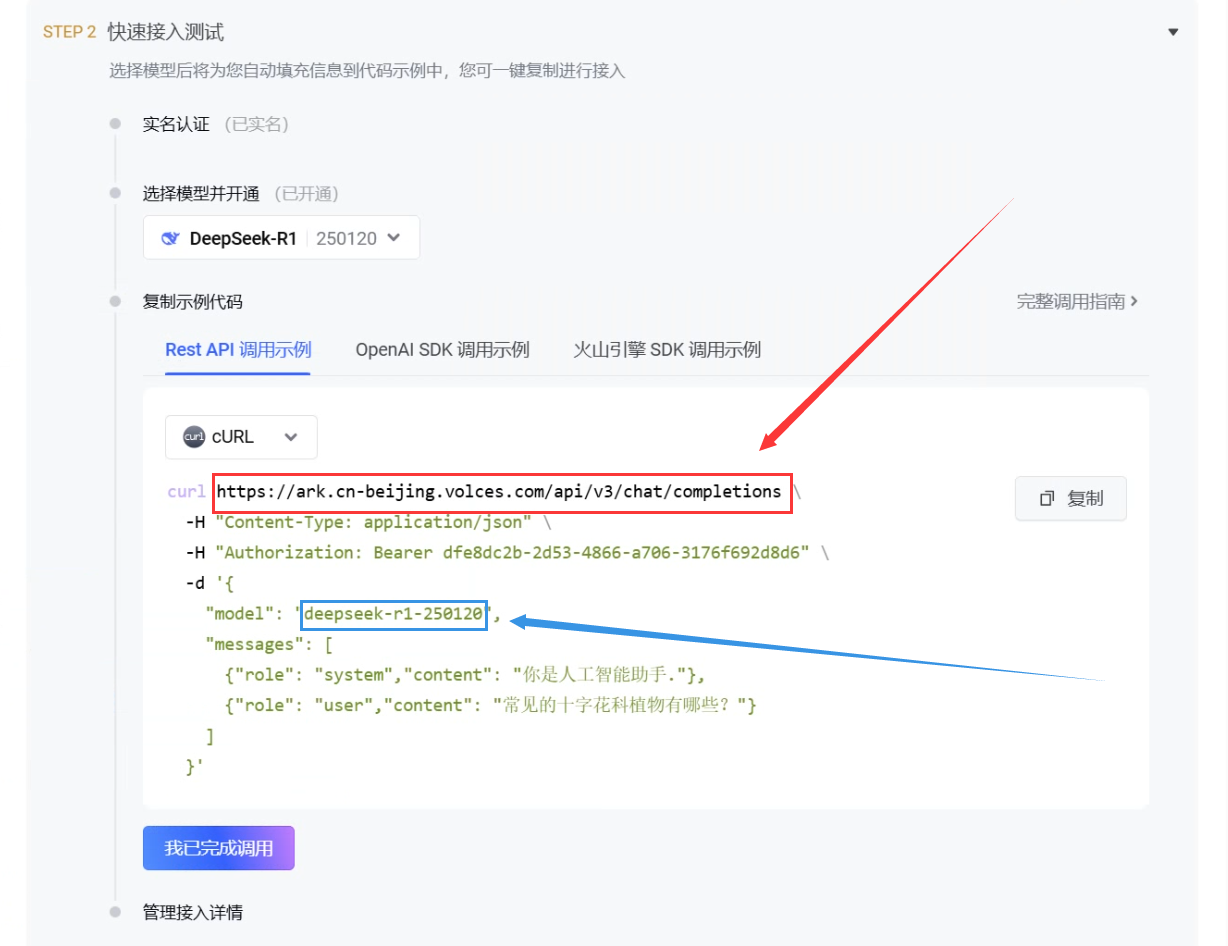 STEP 2 快速接入测试
选择模型后将为您自动填充信息到代码示例中，您可一键复制进行接入
实名认证 （已实名）
选择模型并开通 （已开通）
DeepSeek-R1 250120
复制示例代码 完整调用指南
Rest API 调用示例 OpenAI SDK 调用示例 火山引擎 SDK 调用示例
curl cURL
curl https://ark.cn-beijing.volces.com/api/v3/chat/completions \
复制
-H "Content-Type: application/json" \
-H "Authorization: Bearer dfe8dc2b-2d53-4866-a706-3176f692d8d6" \
-d '{
"model": "deepseek-r1-250120",
"messages": [
{"role": "system","content": "你是人工智能助手."},
{"role": "user","content": "常见的十字花科植物有哪些？"}
]
}'
我已完成调用
管理接入详情